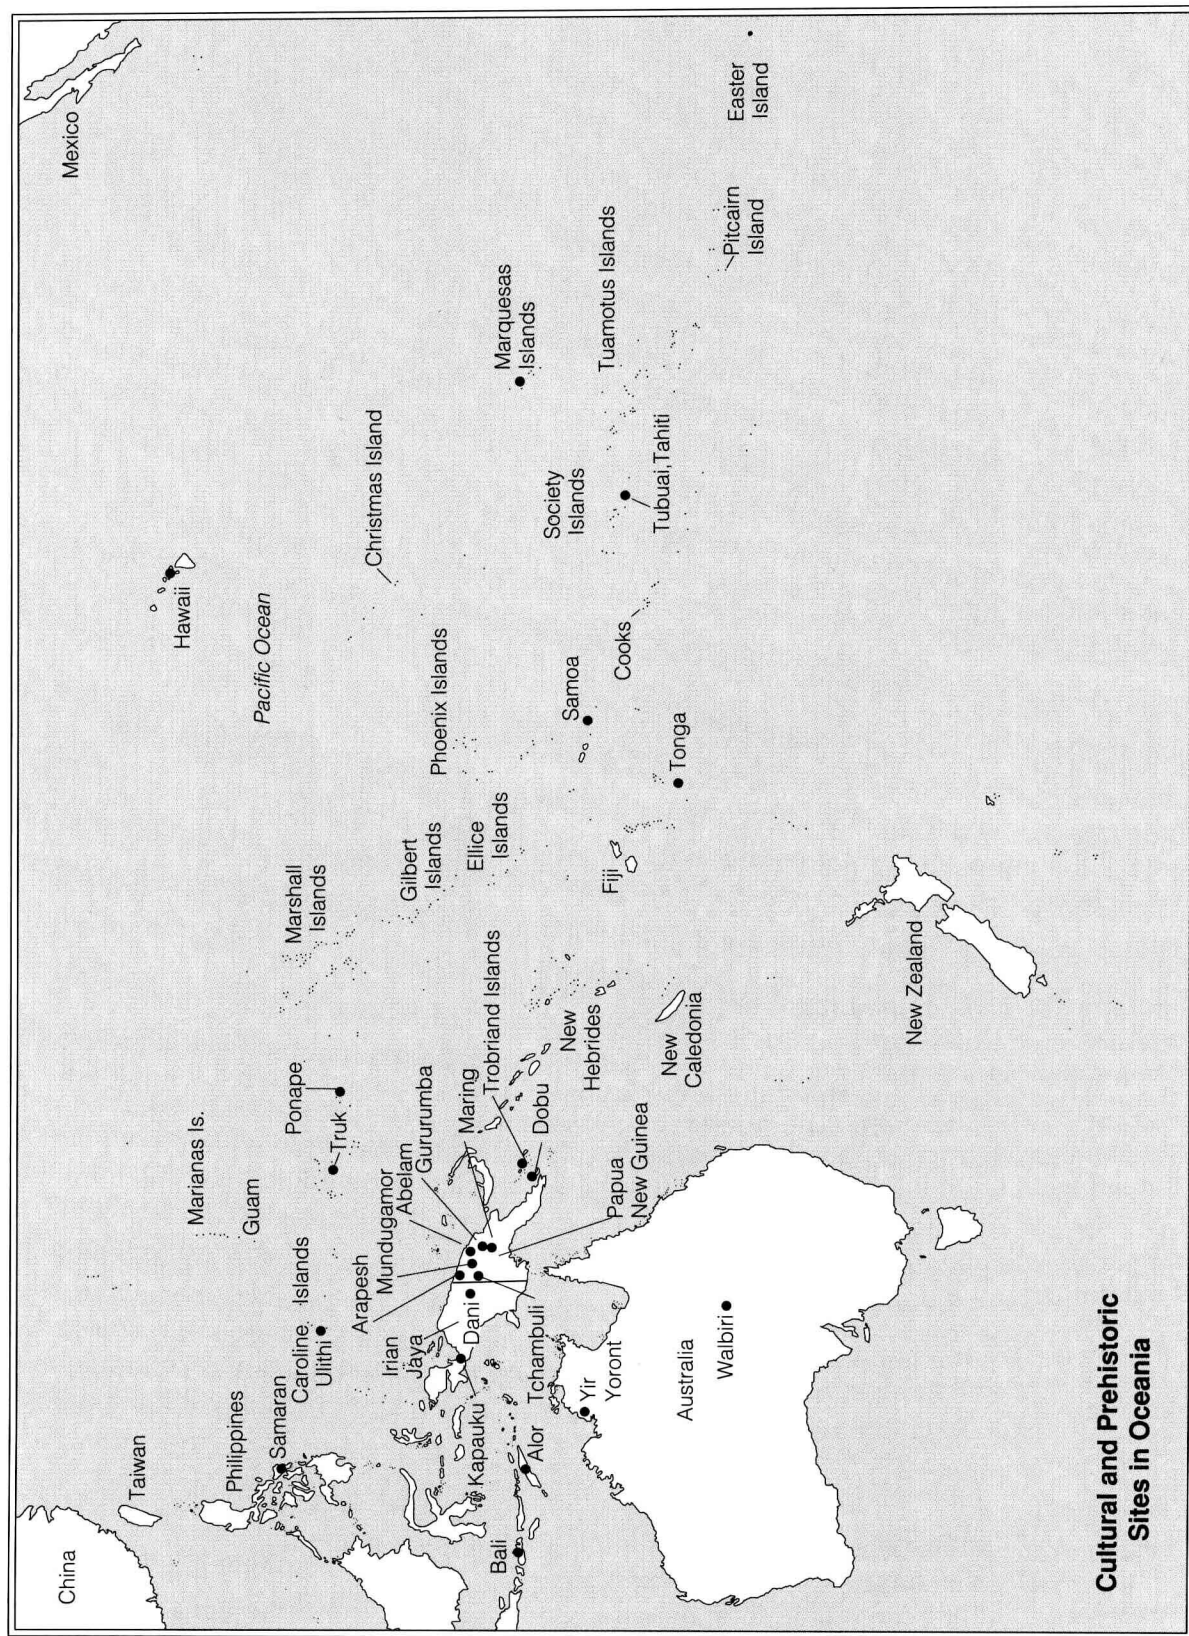 China
Taiwan
Philippines
Samaran
Marianas Is.
Guam
Caroline Islands
Ulithi
Truk
Ponape
Marshall
Islands
Hawaii
Pacific Ocean
Mexico
Christmas Island
Gilbert
Islands
Phoenix Islands
Ellice
Islands
Arapesh
Mundugamor
Abelam
Gururumba
Maring
Trobriand Islands
Irian
Jaya
Dani
Kapauku
Tchambuli
Bali
Alor
Dobu
Papua
New Guinea
New
Hebrides
New
Caledonia
Fiji
Samoa
Tonga
Cooks
Society
Islands
Tubuai,Tahiti
Marquesas
Islands
Tuamotus Islands
Pitcairn
Island
Easter
Island
Yir
Yoront
Australia
Walbiri
New Zealand
Cultural and Prehistoric
Sites in Oceania